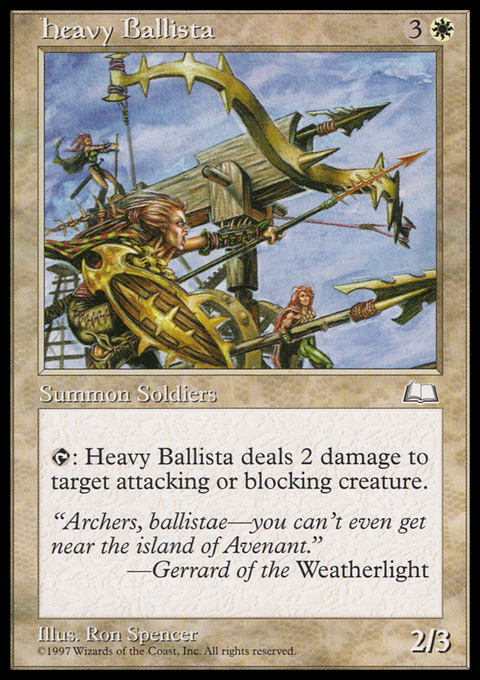 Heavy Ballista 3
Summon Soldiers
: Heavy Ballista deals 2 damage to
target attacking or blocking creature.
“Archers, ballistae—you can’t even get
near the island of Avenant.”
—Gerrard of the Weatherlight
Illus. Ron Spencer
2/3
©1997 Wizards of the Coast, Inc. All rights reserved.